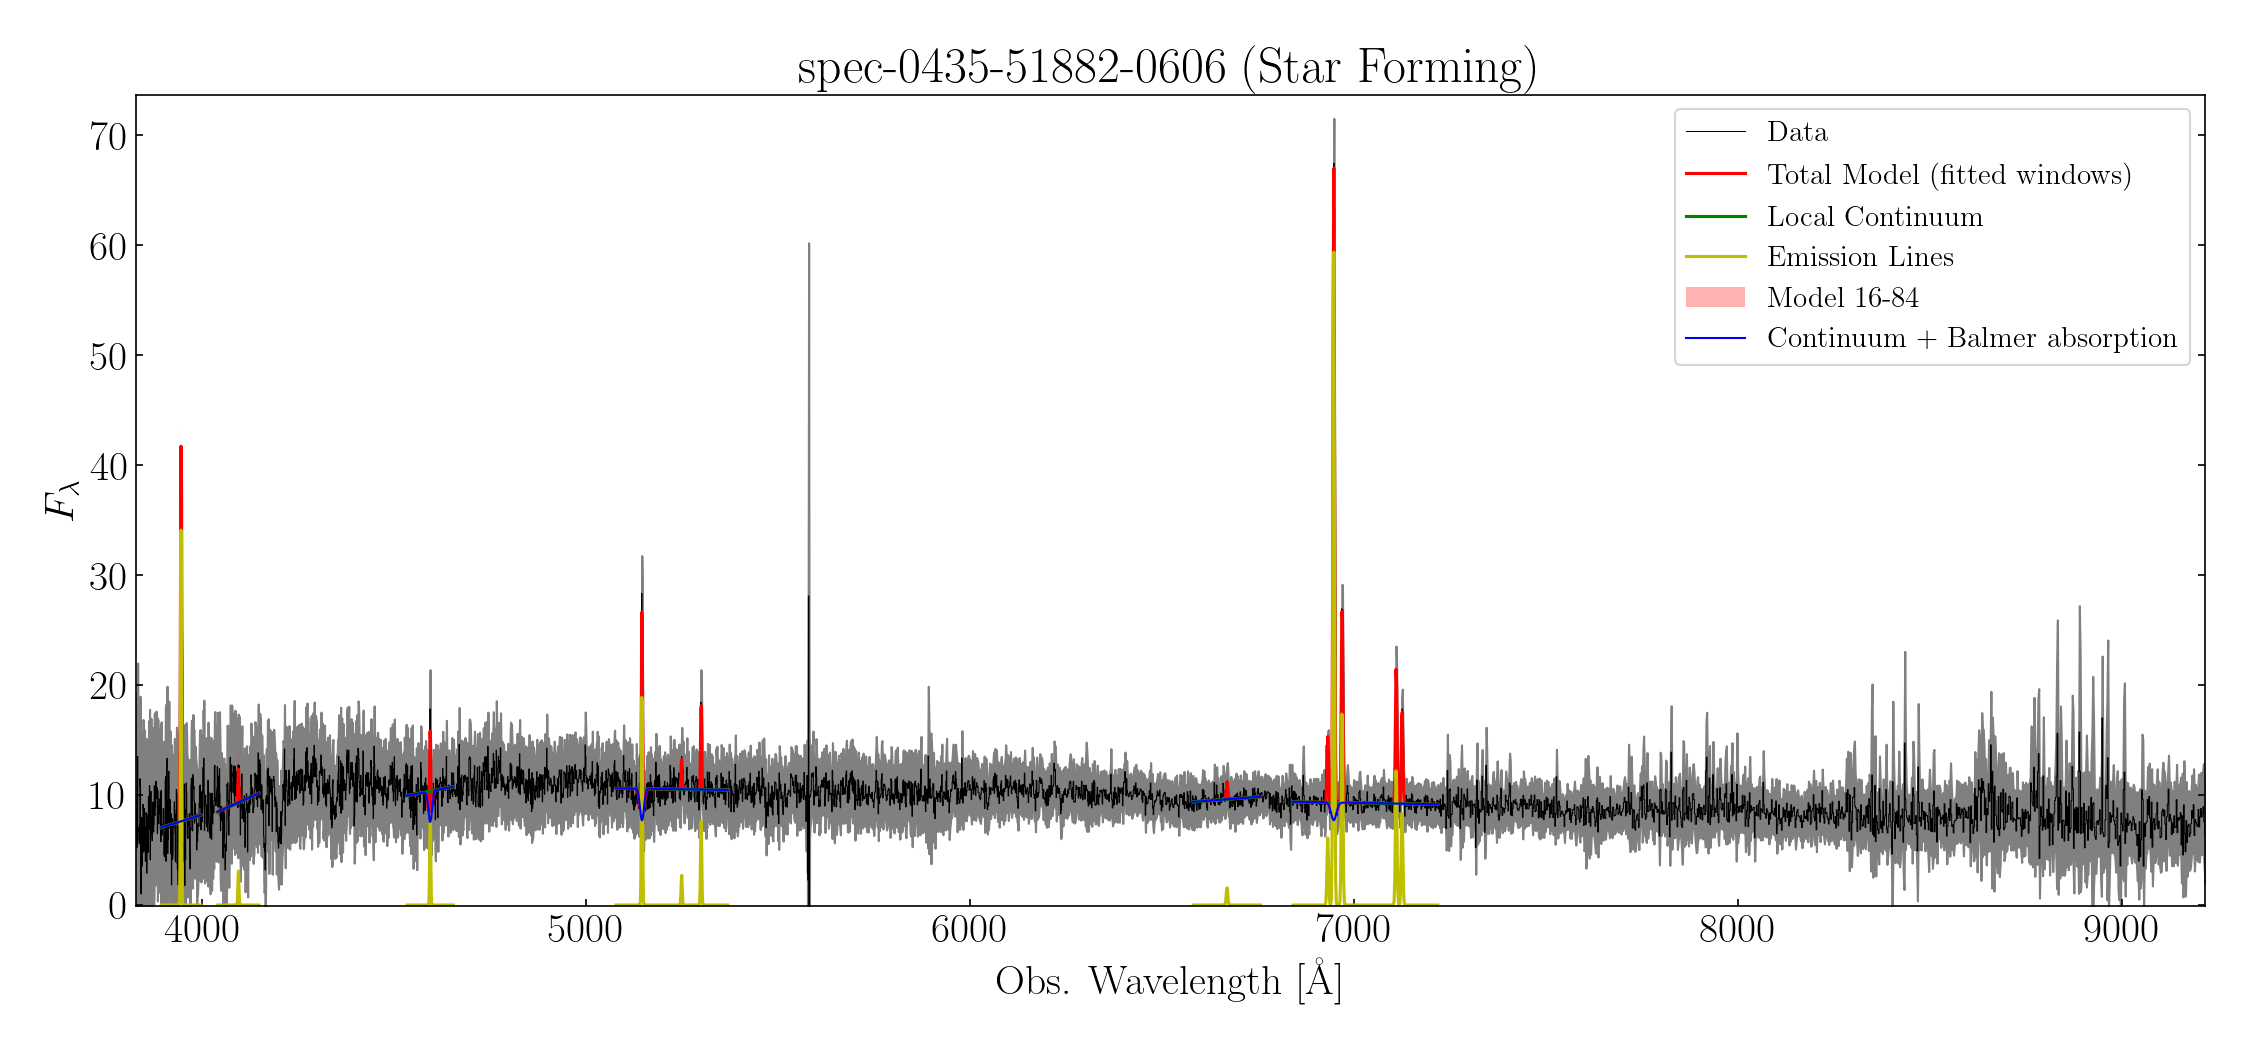 spec-0435-51882-0606 (Star Forming)
Data
Total Model (fitted windows)
Local Continuum
Emission Lines
Model 16-84
Continuum + Balmer absorption
70
60
50
40
30
20
10
0
F_λ
4000 5000 6000 7000 8000 9000
Obs. Wavelength [Å]